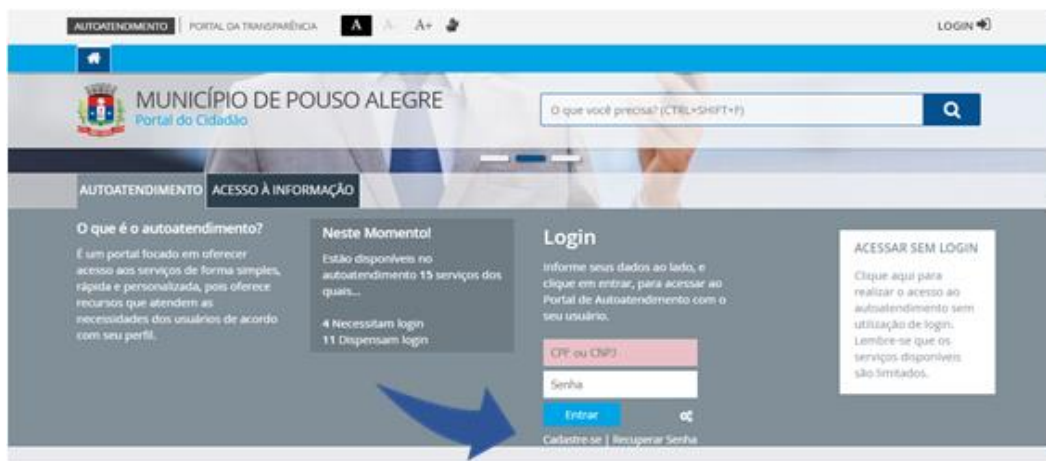 AUTOATENDIMENTO
PORTAL DA TRANSPARÊNCIA
A A- A+
LOGIN
MUNICÍPIO DE POUSO ALEGRE
Portal do Cidadão
O que você precisa? (CTRL+SHIFT+F)
AUTOATENDIMENTO
ACESSO À INFORMAÇÃO
O que é o autoatendimento?
É um portal focado em oferecer
acesso aos serviços de forma simples,
rápida e personalizada, pois oferece
recursos que atendem as
necessidades dos usuários de acordo
com seu perfil.
Neste Momento!
Estão disponíveis no
autoatendimento 15 serviços dos
quais...
4 Necessitam login
11 Dispensam login
Login
Informe seus dados ao lado, e
clique em entrar, para acessar ao
Portal de Autoatendimento com o
seu usuário.
CPF ou CNPJ
Senha
Entrar
Cadastre-se | Recuperar Senha
ACESSAR SEM LOGIN
Clique aqui para
realizar o acesso ao
autoatendimento sem
utilização de login.
Lembre-se que os
serviços disponíveis
são limitados.